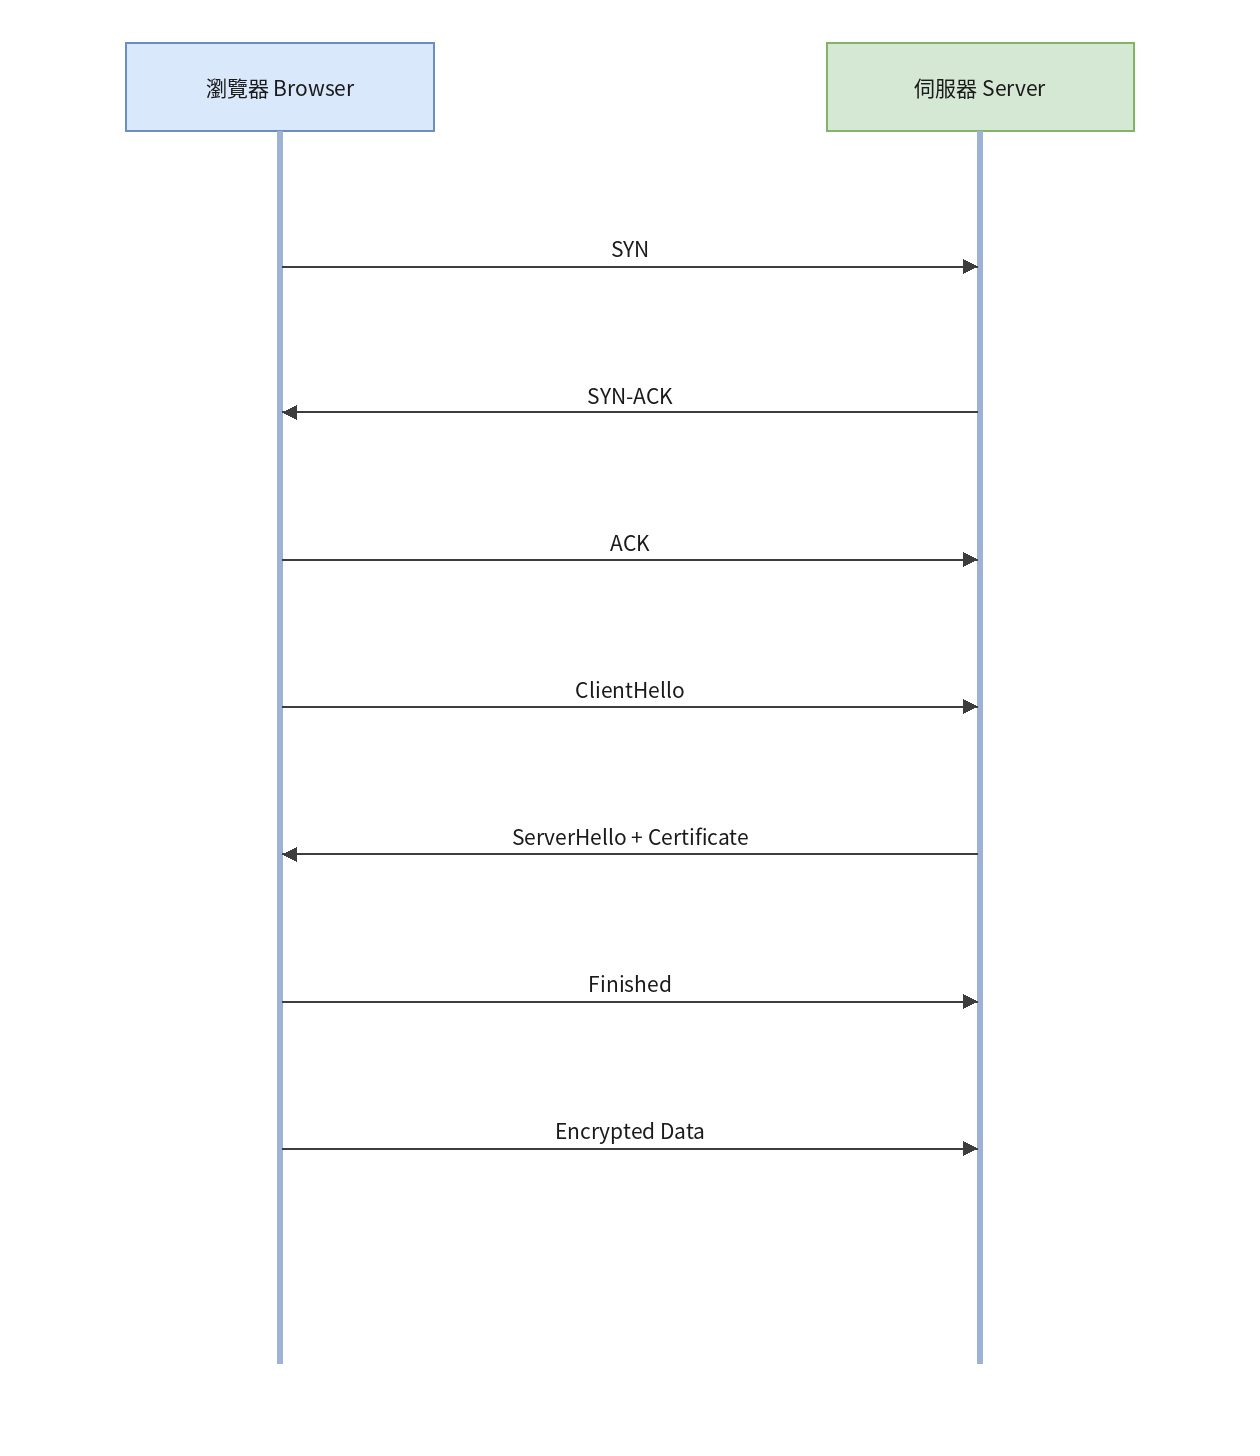 瀏覽器 Browser
伺服器 Server
SYN
SYN-ACK
ACK
ClientHello
ServerHello + Certificate
Finished
Encrypted Data